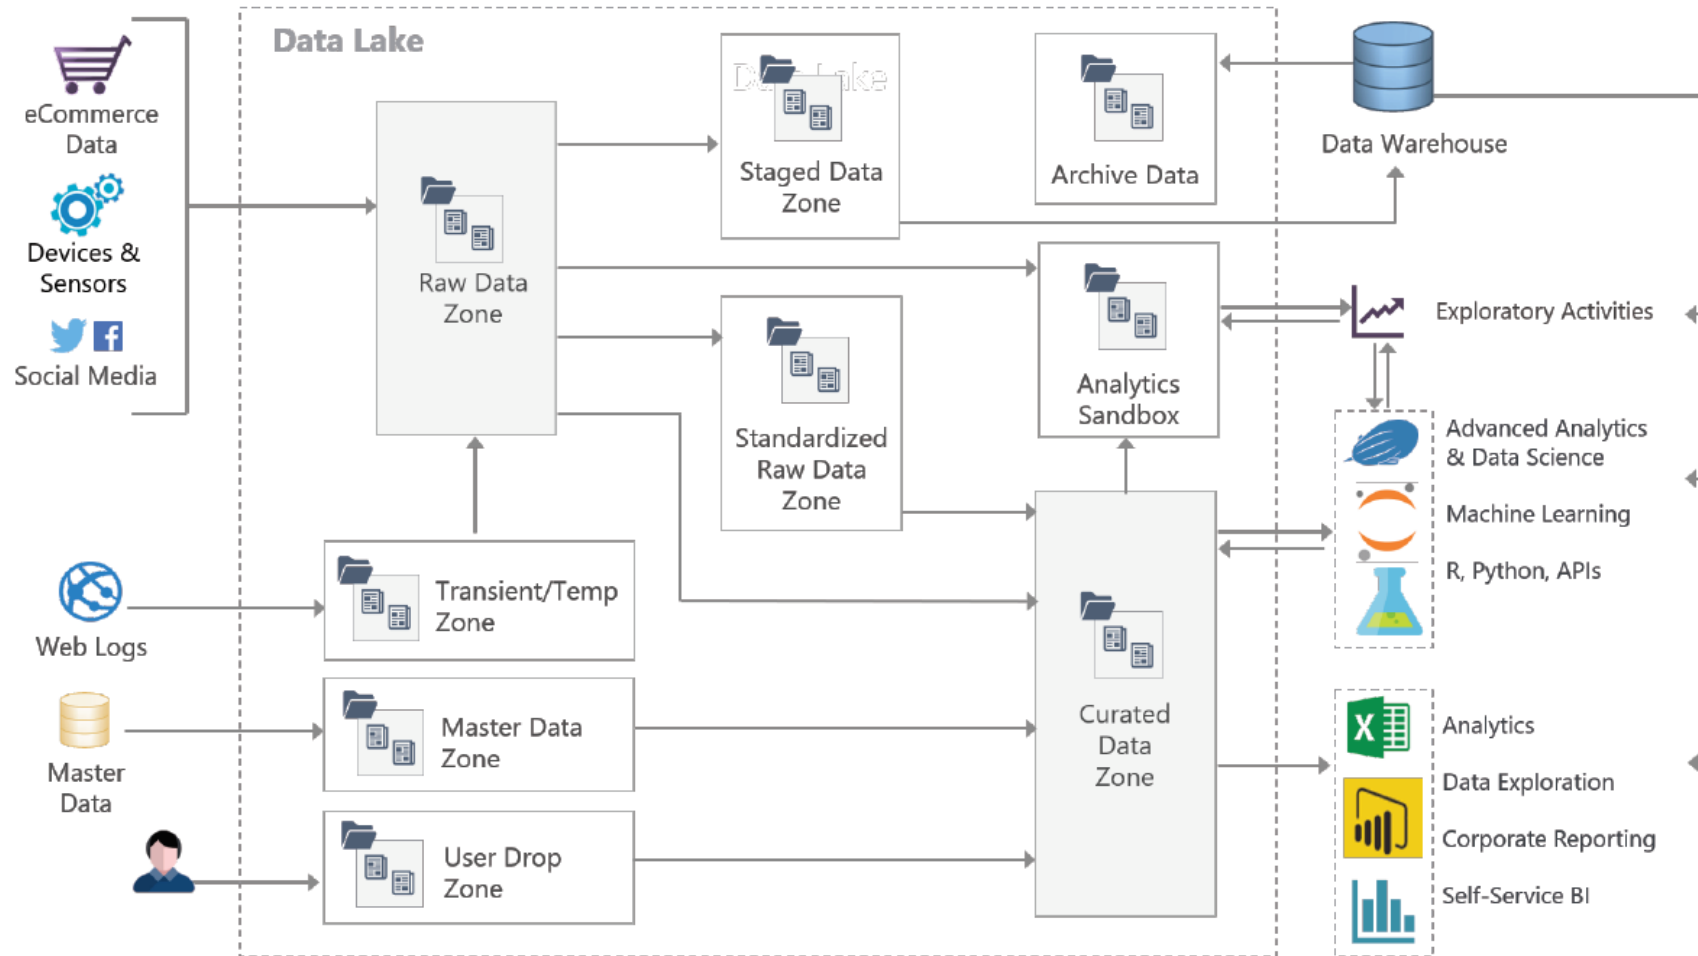 Data Lake
eCommerce
Data
Devices &
Sensors
Social Media
Web Logs
Master
Data
Raw Data
Zone
Transient/Temp
Zone
Master Data
Zone
User Drop
Zone
Data Lake
Staged Data
Zone
Standardized
Raw Data
Zone
Archive Data
Analytics
Sandbox
Curated
Data
Zone
Data Warehouse
Exploratory Activities
Advanced Analytics
& Data Science
Machine Learning
R, Python, APIs
X
Analytics
Data Exploration
Corporate Reporting
Self-Service BI